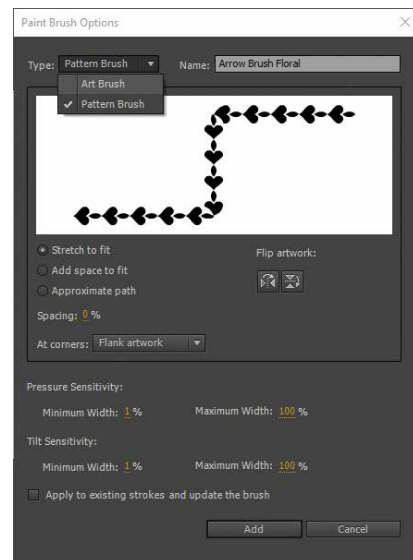 Paint Brush Options
Type: Pattern Brush Name: Arrow Brush Floral
Art Brush
Pattern Brush
Stretch to fit Flip artwork:
Add space to fit
Approximate path
Spacing: 0 %
At corners: Flank artwork
Pressure Sensitivity:
Minimum Width: 1 % Maximum Width: 100 %
Tilt Sensitivity:
Minimum Width: 1 % Maximum Width: 100 %
Apply to existing strokes and update the brush
Add Cancel